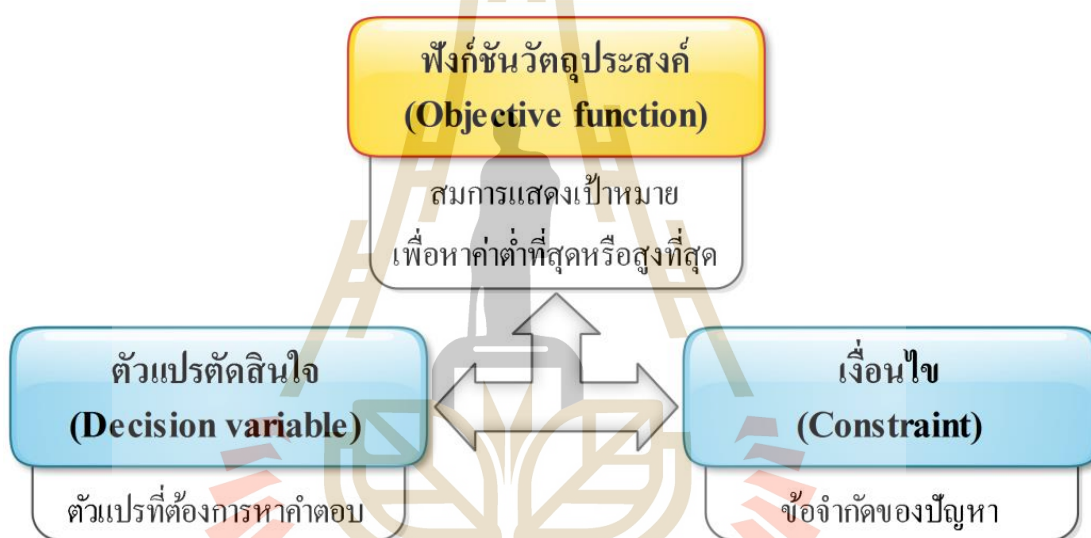 ฟังก์ชันวัตถุประสงค์
(Objective function)
สมการแสดงเป้าหมาย
เพื่อหาค่าต่ำที่สุดหรือสูงที่สุด
ตัวแปรตัดสินใจ
(Decision variable)
ตัวแปรที่ต้องการหาคำตอบ
เงื่อนไข
(Constraint)
ข้อจำกัดของปัญหา